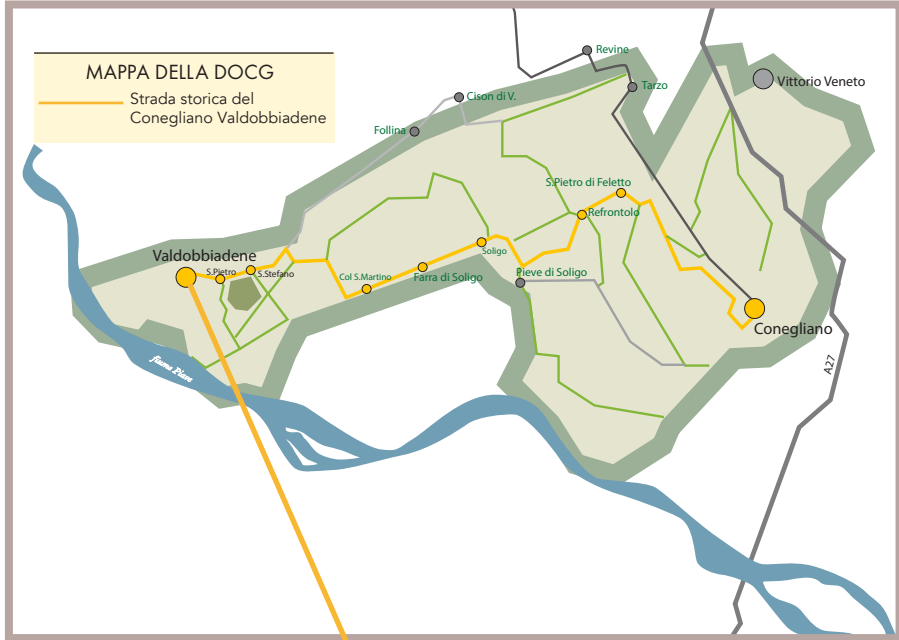 MAPPA DELLA DOCG
Strada storica del
Conegliano Valdobbiadene
Revine
Tarzo
Vittorio Veneto
Cison di V.
Follina
S.Pietro di Feletto
Refrontolo
Valdobbiadene
S.Pietro
S.Stefano
Soligo
Col S.Martino
Farra di Soligo
Pieve di Soligo
Conegliano
fiume Piave
A27